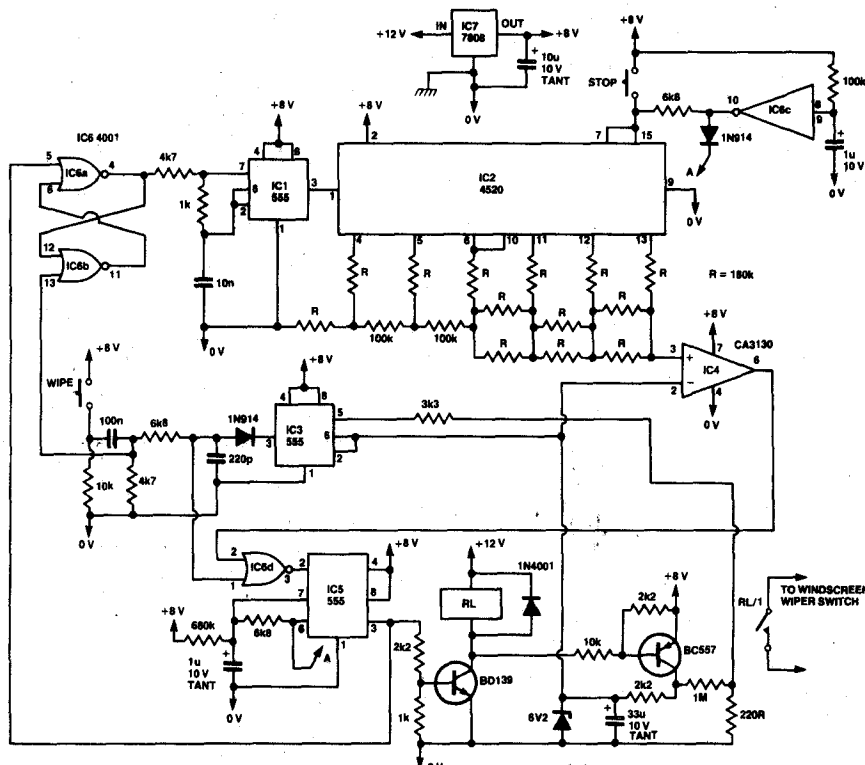 +12 V
IN
IC7
7808
OUT
+8 V
10u
10 V
TANT
0 V
+8 V
STOP
6k8
10
IC6c
8
9
100k
1N914
A
1u
10 V
0 V
IC6 4001
5
6
IC6a
4
4k7
+8 V
4
8
7
6
2
IC1
555
3
1
1k
10n
0 V
12
13
IC6b
11
+8 V
2
7
15
1
IC2
4520
9
0 V
4
5
6
10
11
12
13
R
R
R
R
R
R
R = 180k
R
100k
100k
R
R
R
R
R
R
+8 V
3
7
CA3130
6
IC4
2
4
0 V
+8 V
WIPE
100n
6k8
1N914
220p
10k
4k7
0 V
+8 V
4
8
IC3
555
3
5
6
2
1
3k3
2
1
IC6d
3
2
7
6
IC5
555
4
8
3
1
+8 V
+8 V
680k
6k8
A
1u
10 V
TANT
0 V
+12 V
RL
1N4001
2k2
1k
BD139
0 V
10k
2k2
+8 V
BC557
2k2
1M
6V2
33u
10 V
TANT
220R
RL/1
TO WINDSCREEN
WIPER SWITCH